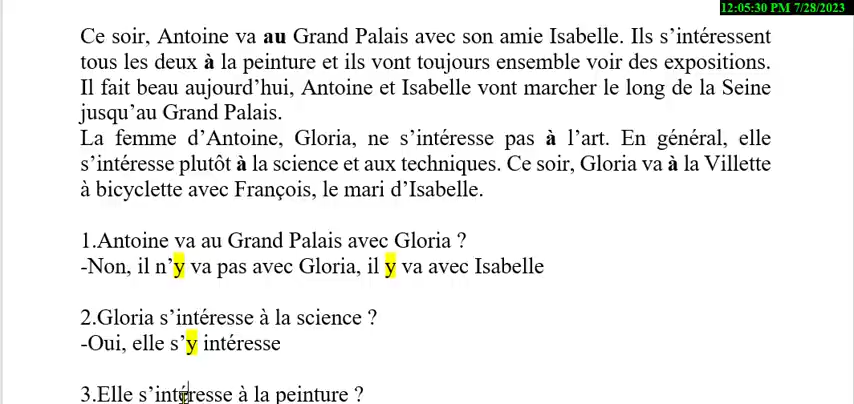 12:05:30 PM 7/28/2023
Ce soir, Antoine va au Grand Palais avec son amie Isabelle. Ils s’intéressent
tous les deux à la peinture et ils vont toujours ensemble voir des expositions.
Il fait beau aujourd’hui, Antoine et Isabelle vont marcher le long de la Seine
jusqu’au Grand Palais.
La femme d’Antoine, Gloria, ne s’intéresse pas à l’art. En général, elle
s’intéresse plutôt à la science et aux techniques. Ce soir, Gloria va à la Villette
à bicyclette avec François, le mari d’Isabelle.
1.Antoine va au Grand Palais avec Gloria ?
-Non, il n’y va pas avec Gloria, il y va avec Isabelle
2.Gloria s’intéresse à la science ?
-Oui, elle s’y intéresse
3.Elle s’intéresse à la peinture ?